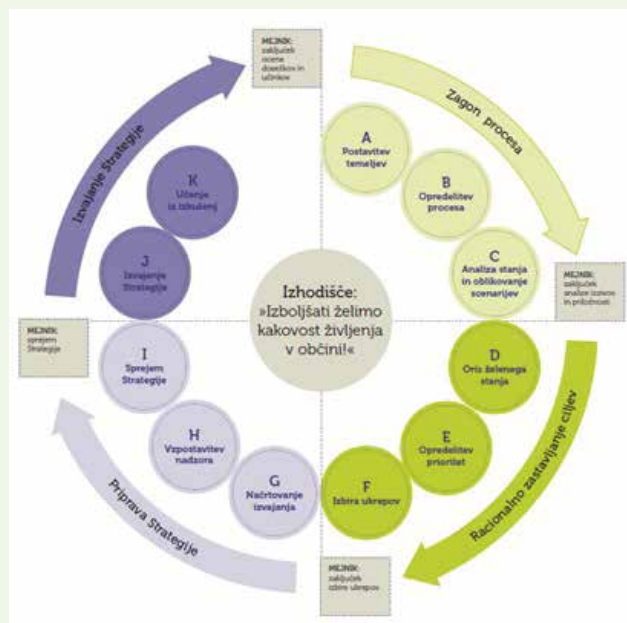 MEJNIK:
zaključek
ocene
dosežkov in
učinkov
Zagon procesa
A
Postavitev
temeljev
B
Opredelitev
procesa
C
Analiza stanja
in oblikovanje
scenarijev
MEJNIK:
zaključek
analize izzivov
in priložnosti
D
Oris želenega
stanja
E
Opredelitev
prioritet
F
Izbira ukrepov
Racionalno zastavljanje ciljev
MEJNIK:
zaključek
izbire ukrepov
G
Načrtovanje
izvajanja
H
Vzpostavitev
nadzora
I
Sprejem
Strategije
Priprava Strategije
MEJNIK:
sprejem
Strategije
J
Izvajanje
Strategije
K
Učenje
iz izkušenj
Izvajanje Strategije
Izhodišče:
»Izboljšati želimo
kakovost življenja
v občini!«